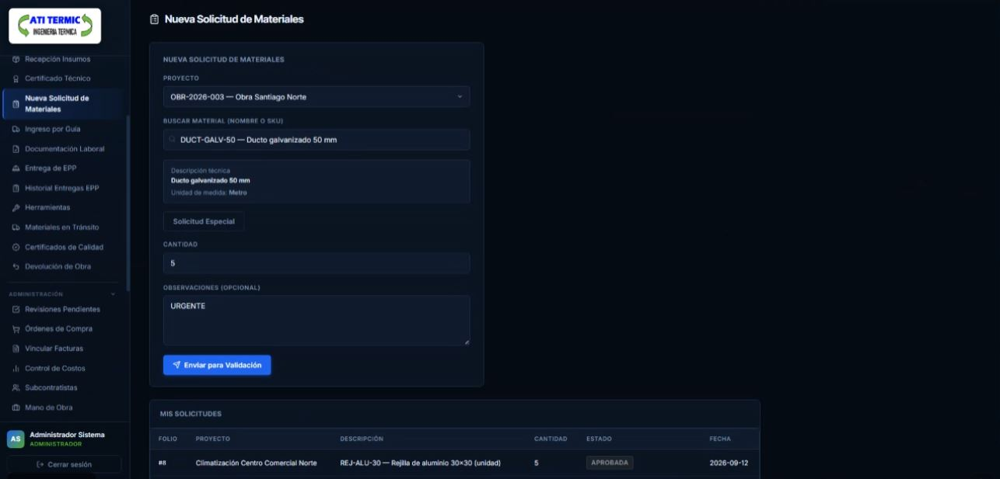 ATI TERMIC
INGENIERIA TERMICA
Recepción Insumos
Certificado Técnico
Nueva Solicitud de
Materiales
Ingreso por Guía
Documentación Laboral
Entrega de EPP
Historial Entregas EPP
Herramientas
Materiales en Tránsito
Certificados de Calidad
Devolución de Obra
ADMINISTRACIÓN
Revisiones Pendientes
Órdenes de Compra
Vincular Facturas
Control de Costos
Subcontratistas
Mano de Obra
AS
Administrador Sistema
ADMINISTRADOR
Cerrar sesión
Nueva Solicitud de Materiales
NUEVA SOLICITUD DE MATERIALES
PROYECTO
OBR-2026-003 — Obra Santiago Norte
BUSCAR MATERIAL (NOMBRE O SKU)
DUCT-GALV-50 — Ducto galvanizado 50 mm
Descripción técnica
Ducto galvanizado 50 mm
Unidad de medida: Metro
Solicitud Especial
CANTIDAD
5
OBSERVACIONES (OPCIONAL)
URGENTE
Enviar para Validación
MIS SOLICITUDES
FOLIO PROYECTO DESCRIPCIÓN CANTIDAD ESTADO FECHA
#8 Climatización Centro Comercial Norte REJ-ALU-30 — Rejilla de aluminio 30×30 (unidad) 5 APROBADA 2026-09-12